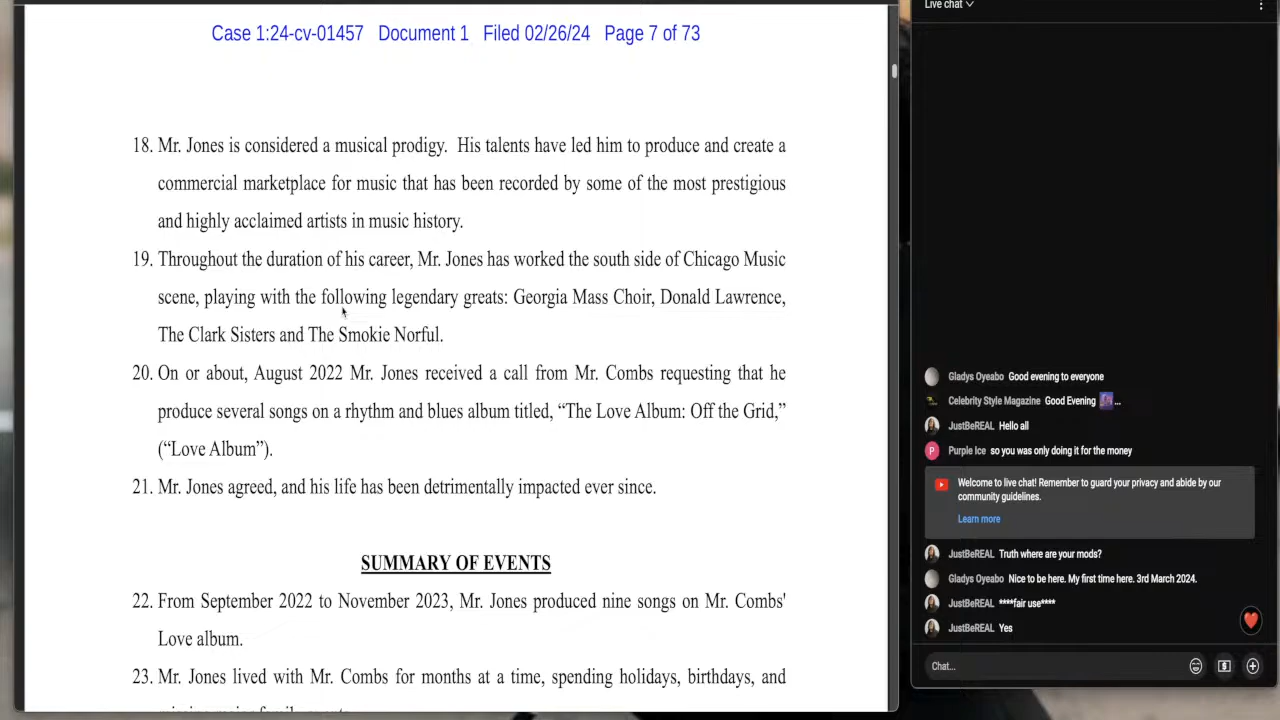 Case 1:24-cv-01457 Document 1 Filed 02/26/24 Page 7 of 73
18. Mr. Jones is considered a musical prodigy. His talents have led him to produce and create a
commercial marketplace for music that has been recorded by some of the most prestigious
and highly acclaimed artists in music history.
19. Throughout the duration of his career, Mr. Jones has worked the south side of Chicago Music
scene, playing with the following legendary greats: Georgia Mass Choir, Donald Lawrence,
The Clark Sisters and The Smokie Norful.
20. On or about, August 2022 Mr. Jones received a call from Mr. Combs requesting that he
produce several songs on a rhythm and blues album titled, “The Love Album: Off the Grid,”
(“Love Album”).
21. Mr. Jones agreed, and his life has been detrimentally impacted ever since.
SUMMARY OF EVENTS
22. From September 2022 to November 2023, Mr. Jones produced nine songs on Mr. Combs'
Love album.
23. Mr. Jones lived with Mr. Combs for months at a time, spending holidays, birthdays, and
Live chat
Gladys Oyeabo Good evening to everyone
Celebrity Style Magazine Good Evening ...
JustBeREAL Hello all
P Purple Ice so you was only doing it for the money
Welcome to live chat! Remember to guard your privacy and abide by our
community guidelines.
Learn more
JustBeREAL Truth where are your mods?
Gladys Oyeabo Nice to be here. My first time here. 3rd March 2024.
JustBeREAL ****fair use****
JustBeREAL Yes
Chat...